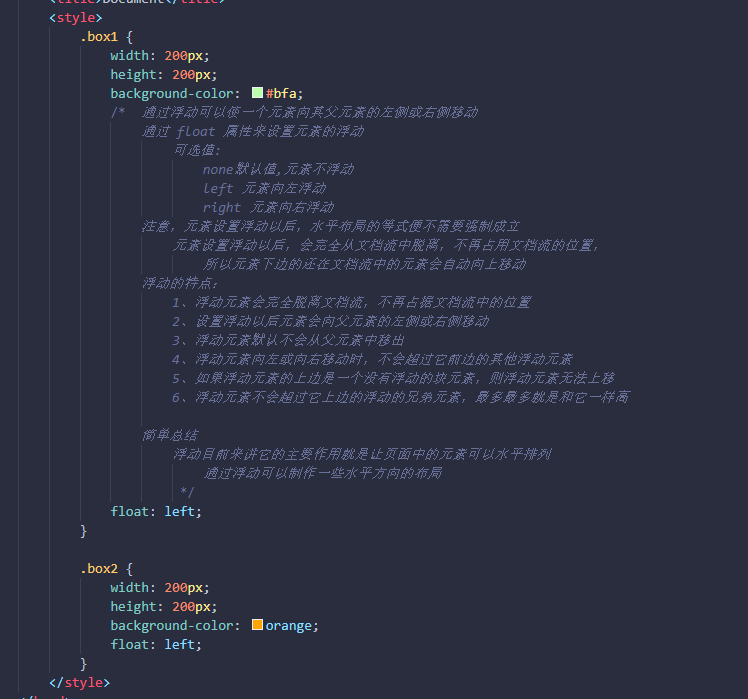 <title>Document</title>
<style>
.box1 {
width: 200px;
height: 200px;
background-color: #bfa;
/* 通过浮动可以使一个元素向其父元素的左侧或右侧移动
通过 float 属性来设置元素的浮动
可选值:
none默认值,元素不浮动
left 元素向左浮动
right 元素向右浮动
注意，元素设置浮动以后，水平布局的等式便不需要强制成立
元素设置浮动以后，会完全从文档流中脱离，不再占用文档流的位置，
所以元素下边的还在文档流中的元素会自动向上移动
浮动的特点：
1、浮动元素会完全脱离文档流，不再占据文档流中的位置
2、设置浮动以后元素会向父元素的左侧或右侧移动
3、浮动元素默认不会从父元素中移出
4、浮动元素向左或向右移动时，不会超过它前边的其他浮动元素
5、如果浮动元素的上边是一个没有浮动的块元素，则浮动元素无法上移
6、浮动元素不会超过它上边的浮动的兄弟元素，最多最多就是和它一样高
简单总结
浮动目前来讲它的主要作用就是让页面中的元素可以水平排列
通过浮动可以制作一些水平方向的布局
*/
float: left;
}
.box2 {
width: 200px;
height: 200px;
background-color: orange;
float: left;
}
</style>